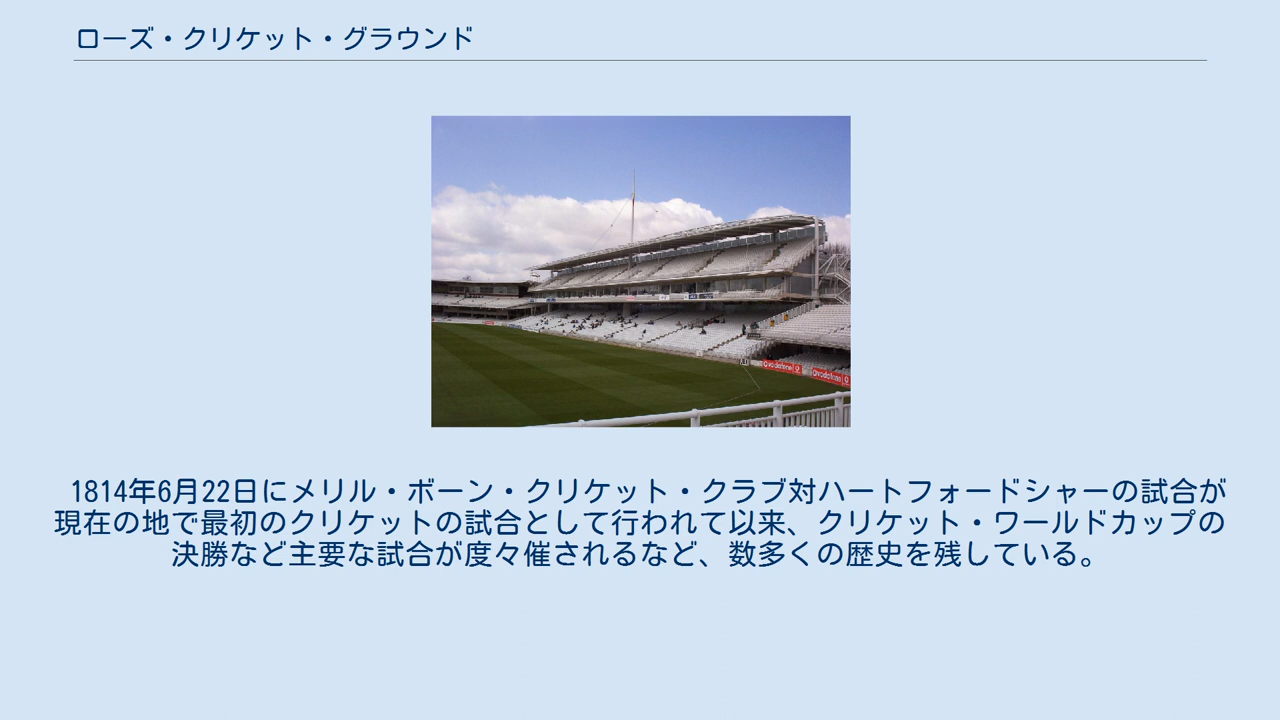 ローズ・クリケット・グラウンド
vodafone
vodafone
1814年6月22日にメリル・ボーン・クリケット・クラブ対ハートフォードシャーの試合が
現在の地で最初のクリケットの試合として行われて以来、クリケット・ワールドカップの
決勝など主要な試合が度々催されるなど、数多くの歴史を残している。